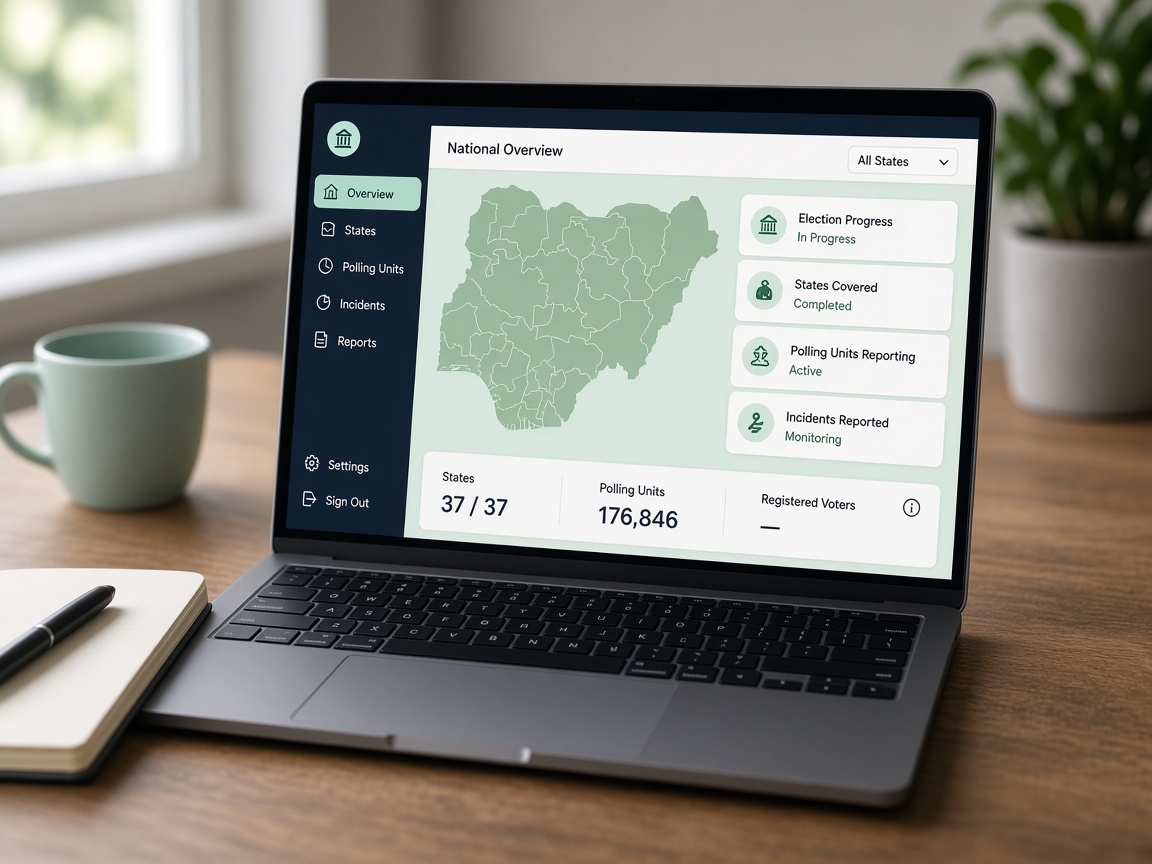 National Overview
All States
Overview
States
Polling Units
Incidents
Reports
Settings
Sign Out
Election Progress
In Progress
States Covered
Completed
Polling Units Reporting
Active
Incidents Reported
Monitoring
States
37 / 37
Polling Units
176,846
Registered Voters
—